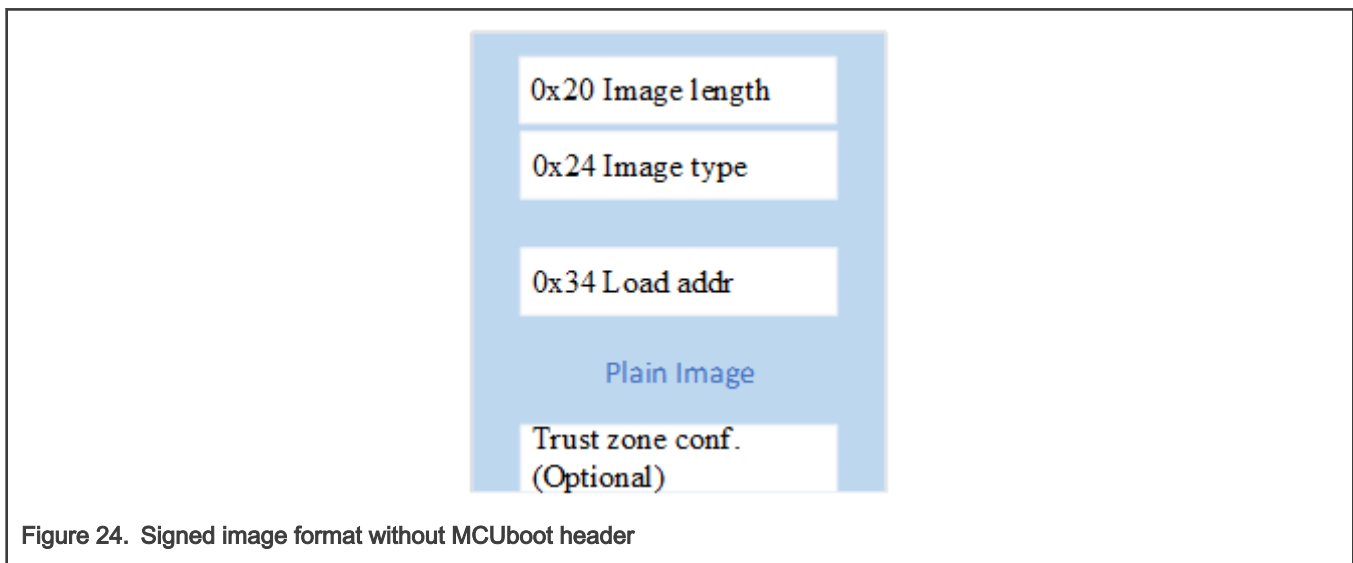 0x20 Image length
0x24 Image type
0x34 Load addr
Plain Image
Trust zone conf.
(Optional)
Figure 24. Signed image format without MCUboot header